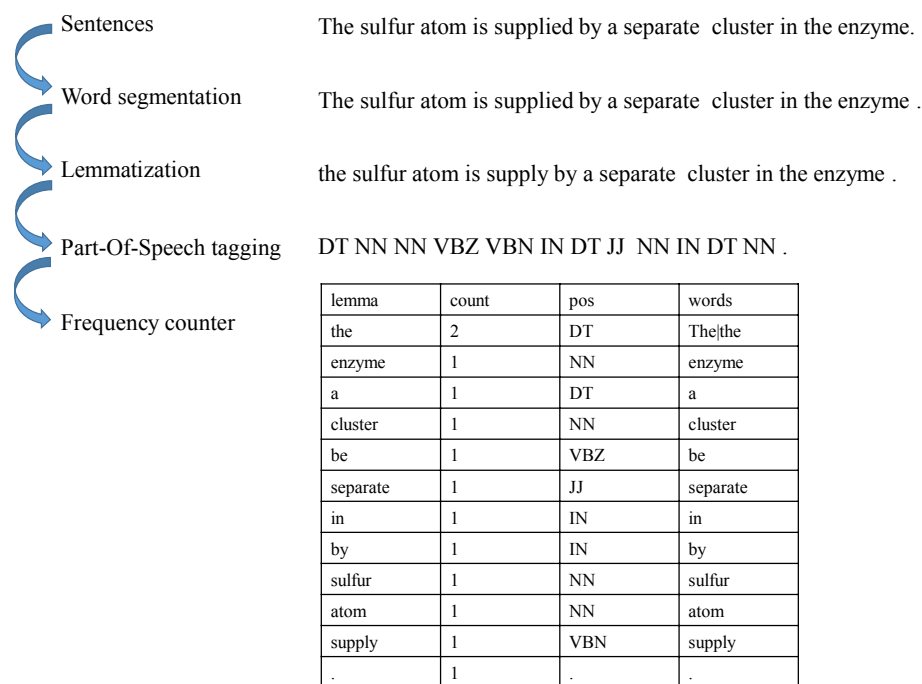 Sentences The sulfur atom is supplied by a separate  cluster in the enzyme.
Word segmentation The sulfur atom is supplied by a separate  cluster in the enzyme .
Lemmatization the sulfur atom is supply by a separate  cluster in the enzyme .
Part-Of-Speech tagging DT NN NN VBZ VBN IN DT JJ  NN IN DT NN .
Frequency counter
lemma count pos words
the 2 DT The|the
enzyme 1 NN enzyme
a 1 DT a
cluster 1 NN cluster
be 1 VBZ be
separate 1 JJ separate
in 1 IN in
by 1 IN by
sulfur 1 NN sulfur
atom 1 NN atom
supply 1 VBN supply
. 1 . .